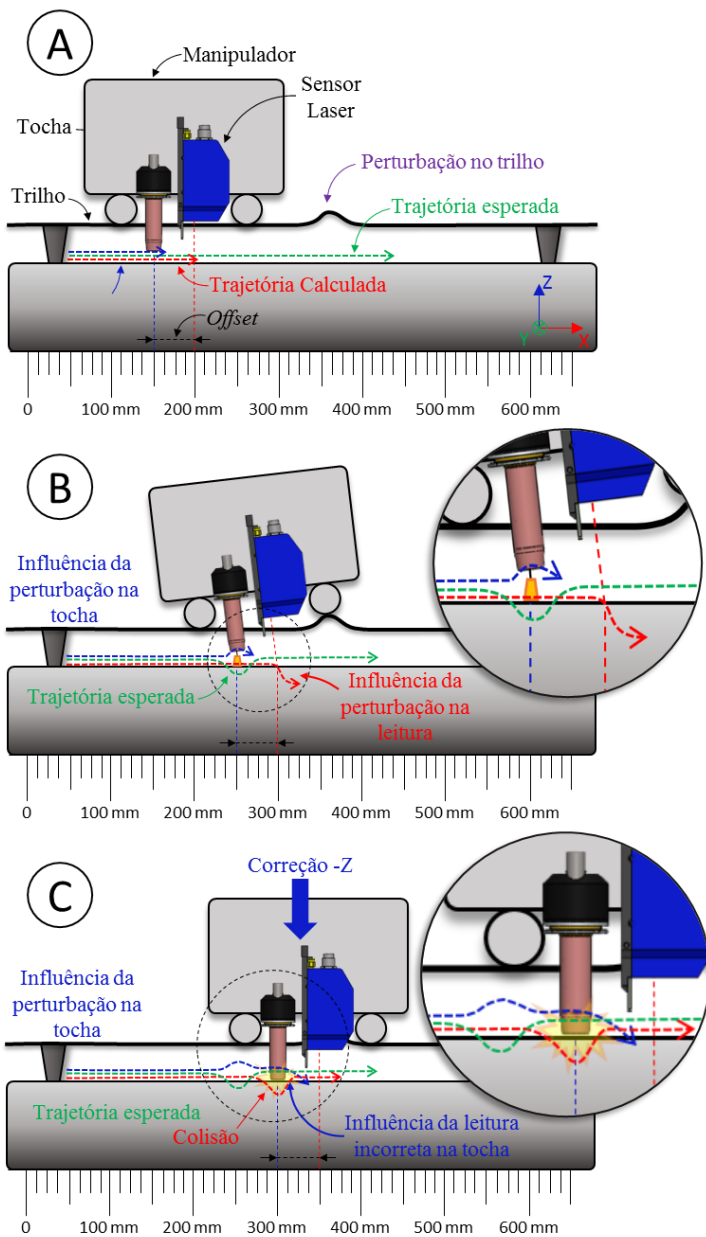 A
Manipulador
Sensor
Laser
Tocha
Perturbação no trilho
Trilho
Trajetória esperada
Trajetória Calculada
Offset
Z
Y
X
0
100 mm
200 mm
300 mm
400 mm
500 mm
600 mm
B
Influência da
perturbação na
tocha
Trajetória esperada
Influência da
perturbação na
leitura
0
100 mm
200 mm
300 mm
400 mm
500 mm
600 mm
C
Correção -Z
Influência da
perturbação na
tocha
Trajetória esperada
Colisão
Influência da leitura
incorreta na tocha
0
100 mm
200 mm
300 mm
400 mm
500 mm
600 mm